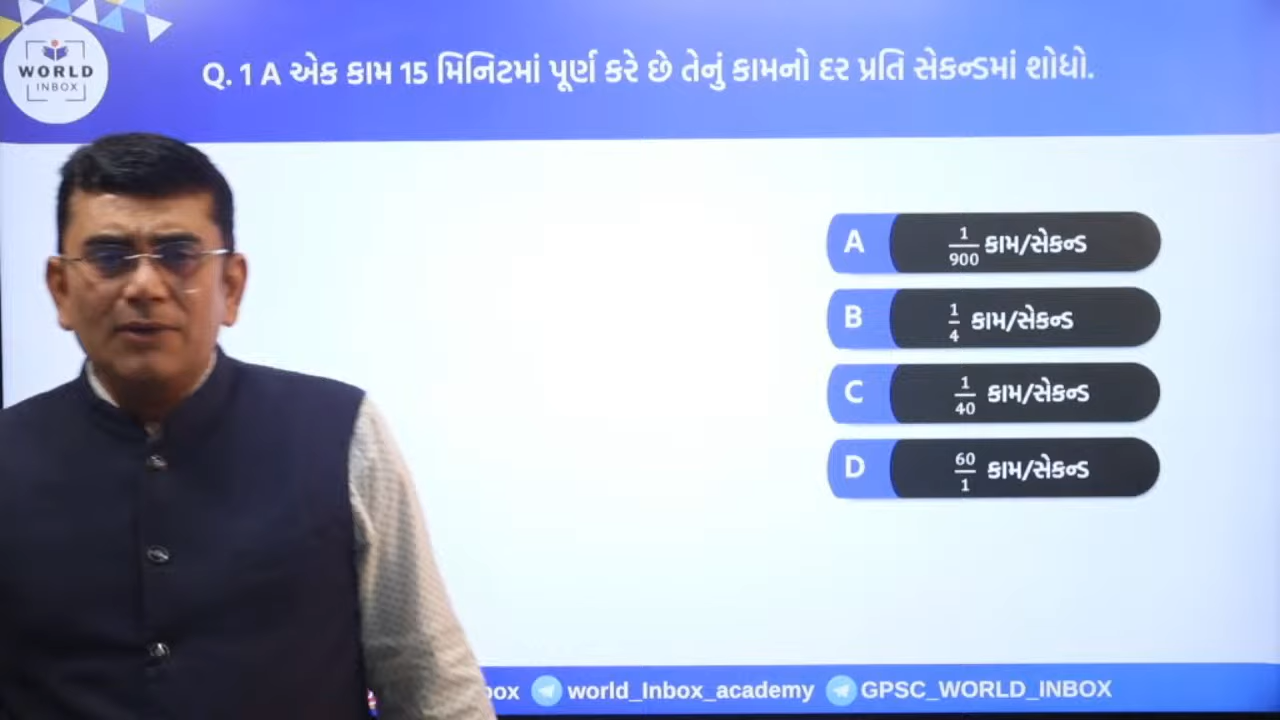 WORLD
INBOX
Q. 1 A એક કામ 15 મિનિટમાં પૂર્ણ કરે છે તેનું કામનો દર પ્રતિ સેકન્ડમાં શોધો.
A 1/900 કામ/સેકન્ડ
B 1/4 કામ/સેકન્ડ
C 1/40 કામ/સેકન્ડ
D 60/1 કામ/સેકન્ડ
world_Inbox_academy GPSC_WORLD_INBOX